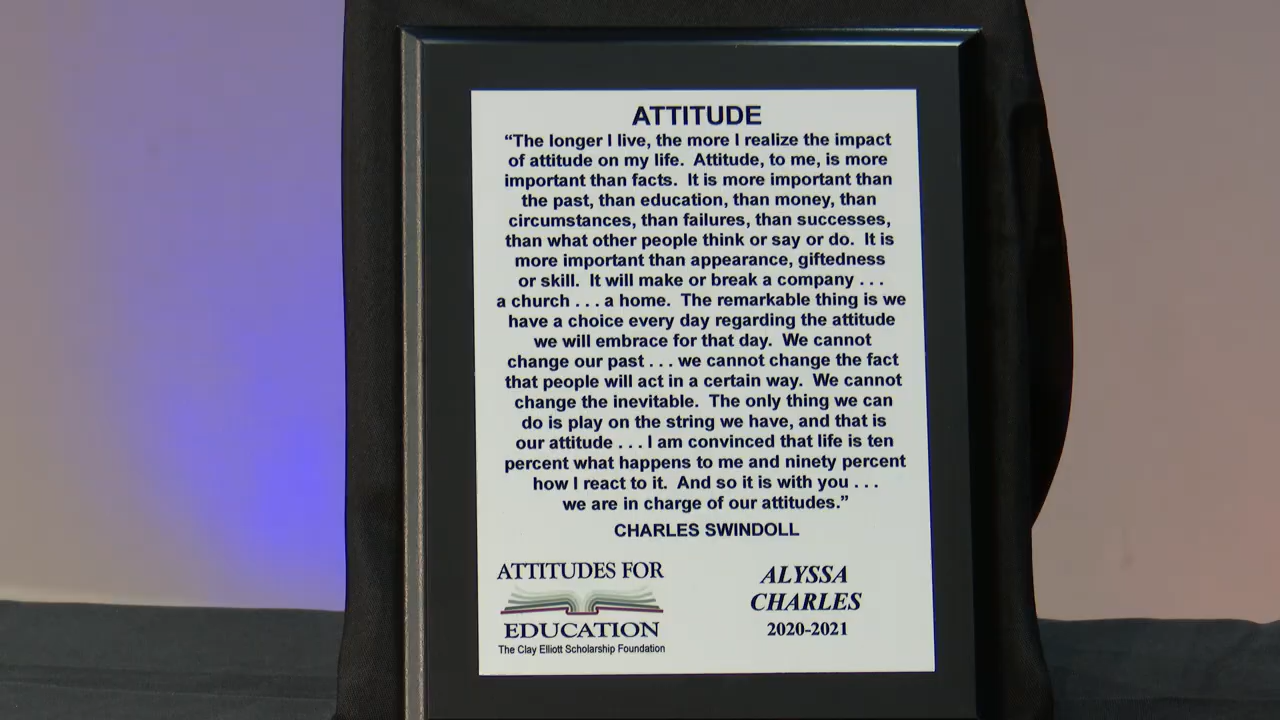 ATTITUDE
“The longer I live, the more I realize the impact
of attitude on my life.  Attitude, to me, is more
important than facts.  It is more important than
the past, than education, than money, than
circumstances, than failures, than successes,
than what other people think or say or do.  It is
more important than appearance, giftedness
or skill.  It will make or break a company . . .
a church . . . a home.  The remarkable thing is we
have a choice every day regarding the attitude
we will embrace for that day.  We cannot
change our past . . . we cannot change the fact
that people will act in a certain way.  We cannot
change the inevitable.  The only thing we can
do is play on the string we have, and that is
our attitude . . . I am convinced that life is ten
percent what happens to me and ninety percent
how I react to it.  And so it is with you . . .
we are in charge of our attitudes.”
CHARLES SWINDOLL
ATTITUDES FOR
EDUCATION
The Clay Elliott Scholarship Foundation
ALYSSA
CHARLES
2020-2021